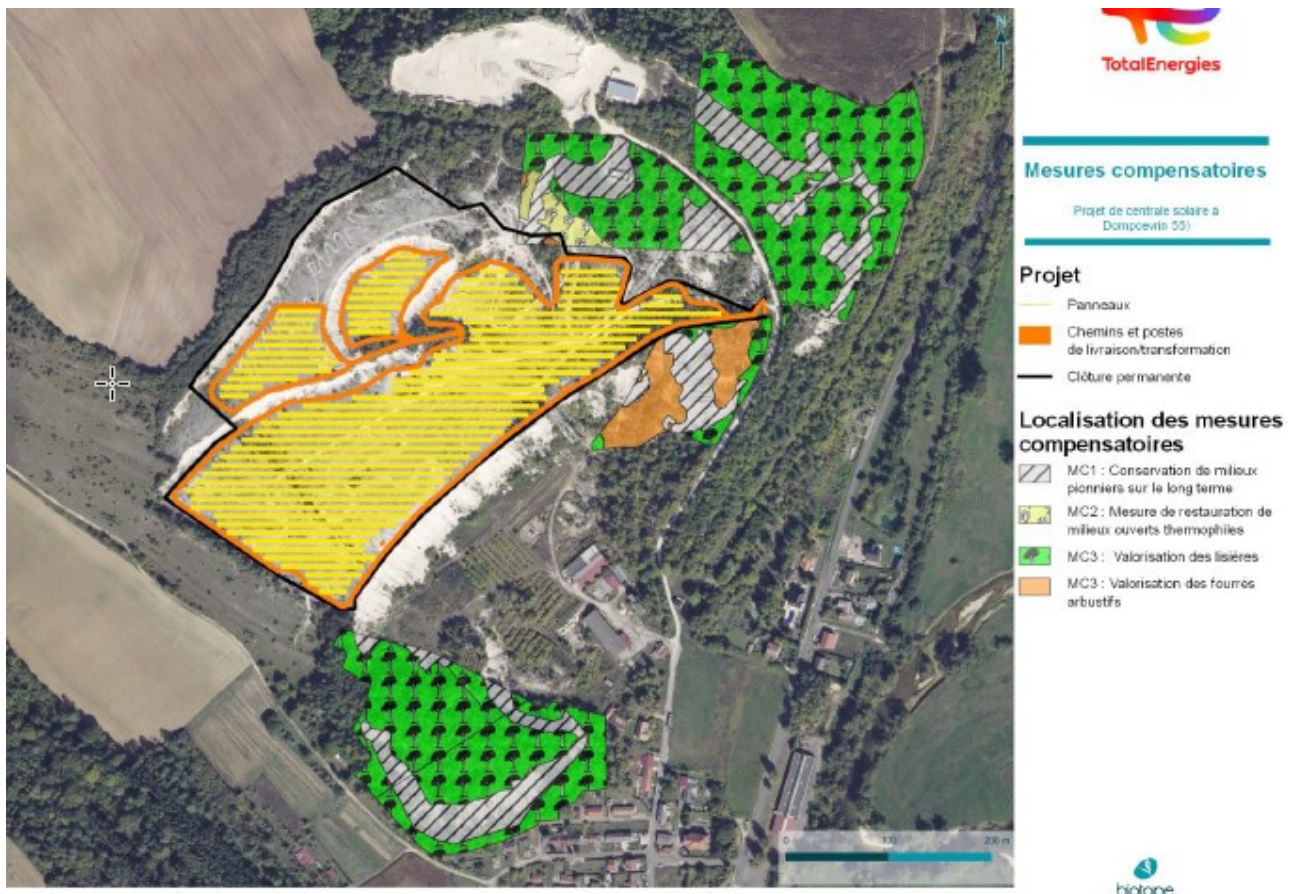 N
TotalEnergies
Mesures compensatoires
Projet de centrale solaire à
Dompcevrin 55)
Projet
Panneaux
Chemins et postes
de livraison/transformation
Clôture permanente
Localisation des mesures
compensatoires
MC1 : Conservation de milieux
pionniers sur le long terme
MC2 : Mesure de restauration de
milieux ouverts thermophiles
MC3 : Valorisation des lisières
MC3 : Valorisation des fourrés
arbustifs
0 100 200 m
biotope